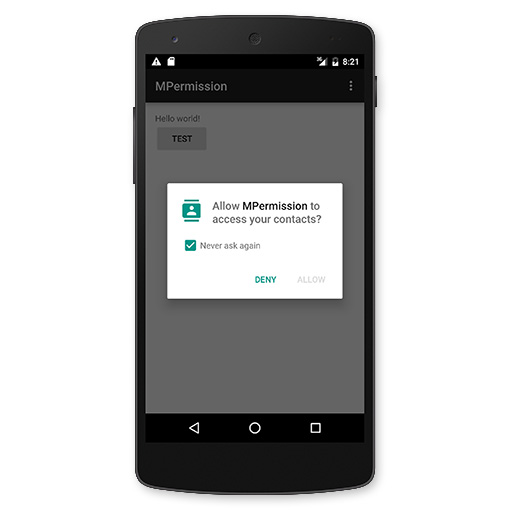 8:21
MPermission
Hello world!
TEST
Allow MPermission to
access your contacts?
Never ask again
DENY ALLOW